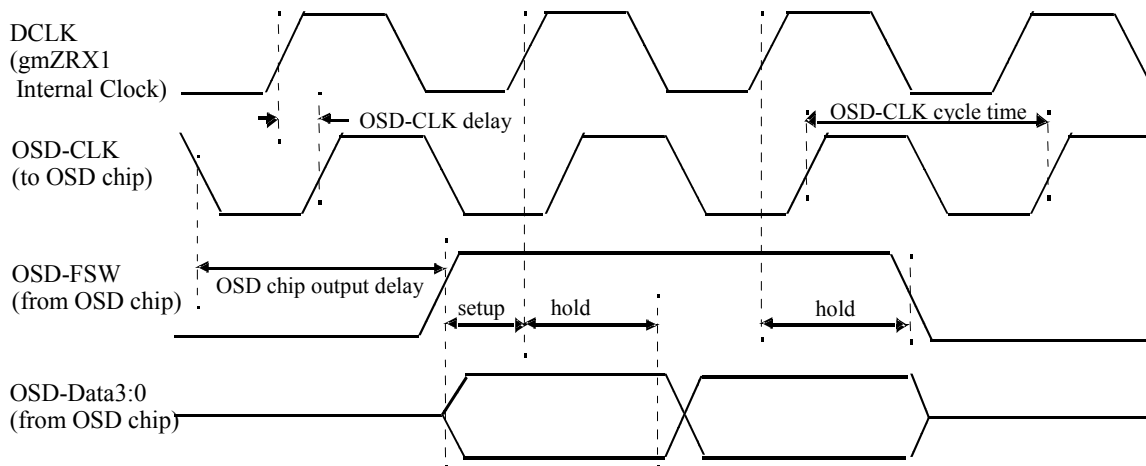 DCLK
(gmZRX1
Internal Clock)
OSD-CLK delay
OSD-CLK cycle time
OSD-CLK
(to OSD chip)
OSD-FSW
(from OSD chip)
OSD chip output delay
setup
hold
hold
OSD-Data3:0
(from OSD chip)